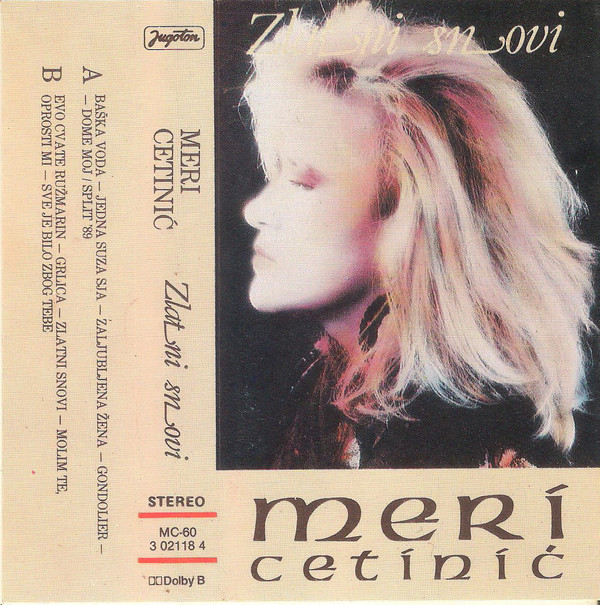 Jugoton
A
BAŠKA VODA – JEDNA SUZA SJA – ŽALJUBLJENA ŽENA – GONDOLIER –
– DOME MOJ / SPLIT '89
B
EVO CVATE RUŽMARIN – GRLICA – ZLATNI SNOVI – MOLIM TE,
OPROSTI MI – SVE JE BILO ZBOG TEBE
MERI
CETINIĆ
Zlatni snovi
STEREO
MC-60
3 02118 4
Dolby B
Zlatni snovi
merí
cetíníć